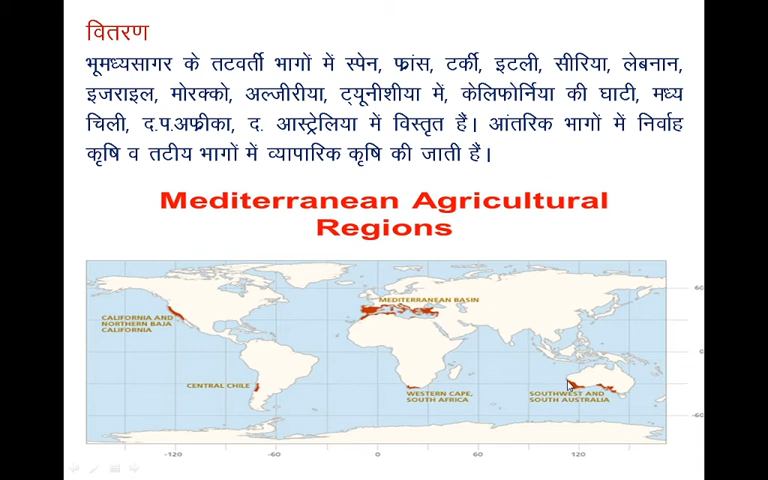 वितरण
भूमध्यसागर के तटवर्ती भागों में स्पेन, फ्रांस, टर्की, इटली, सीरिया, लेबनान,
इजराइल, मोरक्को, अल्जीरीया, ट्यूनीशीया में, केलिफोर्निया की घाटी, मध्य
चिली, द.प.अफ्रीका, द. आस्ट्रेलिया में विस्तृत हैं। आंतरिक भागों में निर्वाह
कृषि व तटीय भागों में व्यापारिक कृषि की जाती हैं।
Mediterranean Agricultural
Regions
MEDITERRANEAN BASIN
CALIFORNIA AND
NORTHERN BAJA
CALIFORNIA
CENTRAL CHILE
WESTERN CAPE,
SOUTH AFRICA
SOUTHWEST AND
SOUTH AUSTRALIA
60
0
-60
-120 -60 0 60 120